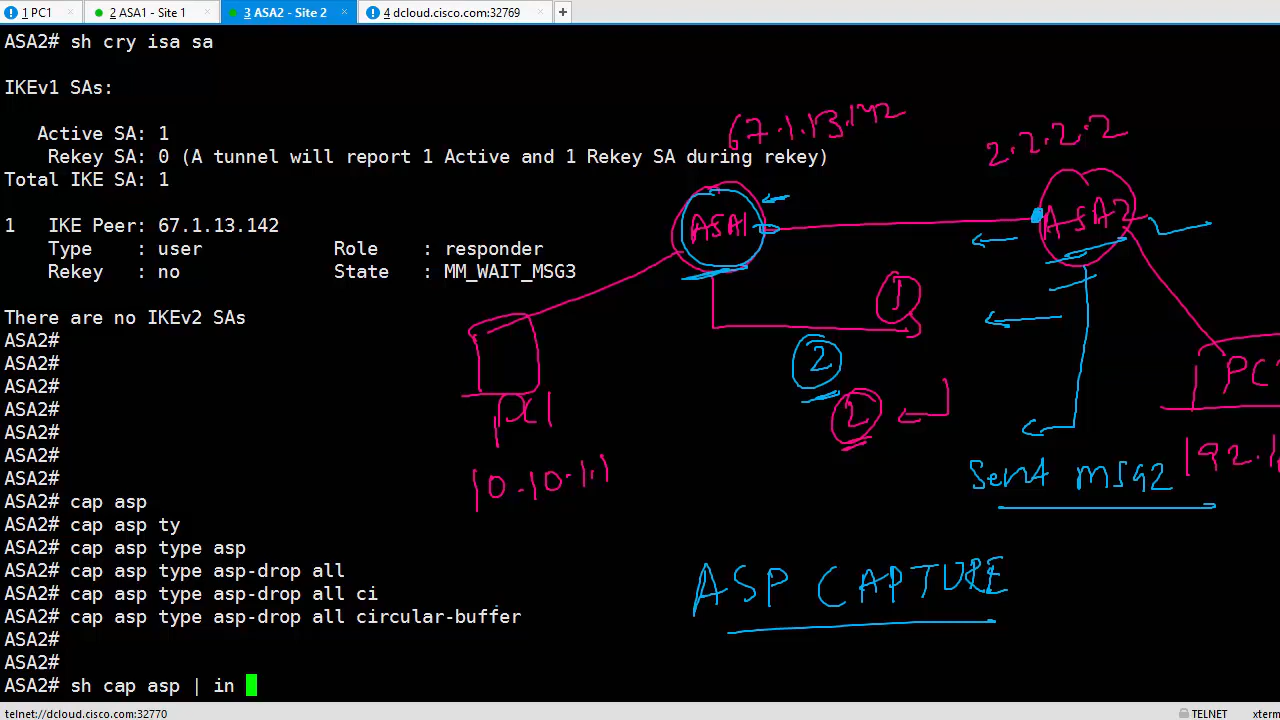 1 PC1
2 ASA1 - Site 1
3 ASA2 - Site 2
4 dcloud.cisco.com:32769
ASA2# sh cry isa sa
IKEv1 SAs:
Active SA: 1
Rekey SA: 0 (A tunnel will report 1 Active and 1 Rekey SA during rekey)
Total IKE SA: 1
1 IKE Peer: 67.1.13.142
Type : user Role : responder
Rekey : no State : MM_WAIT_MSG3
There are no IKEv2 SAs
ASA2#
ASA2#
ASA2#
ASA2#
ASA2#
ASA2#
ASA2#
ASA2# cap asp
ASA2# cap asp ty
ASA2# cap asp type asp
ASA2# cap asp type asp-drop all
ASA2# cap asp type asp-drop all ci
ASA2# cap asp type asp-drop all circular-buffer
ASA2#
ASA2#
ASA2# sh cap asp | in
67.1.13.142
2.2.2.2
ASA1
ASA2
1
2
2
PC1
PC
10.10.1.1
192.1
Sent msg2
ASP CAPTURE
telnet://dcloud.cisco.com:32770
TELNET
xterm